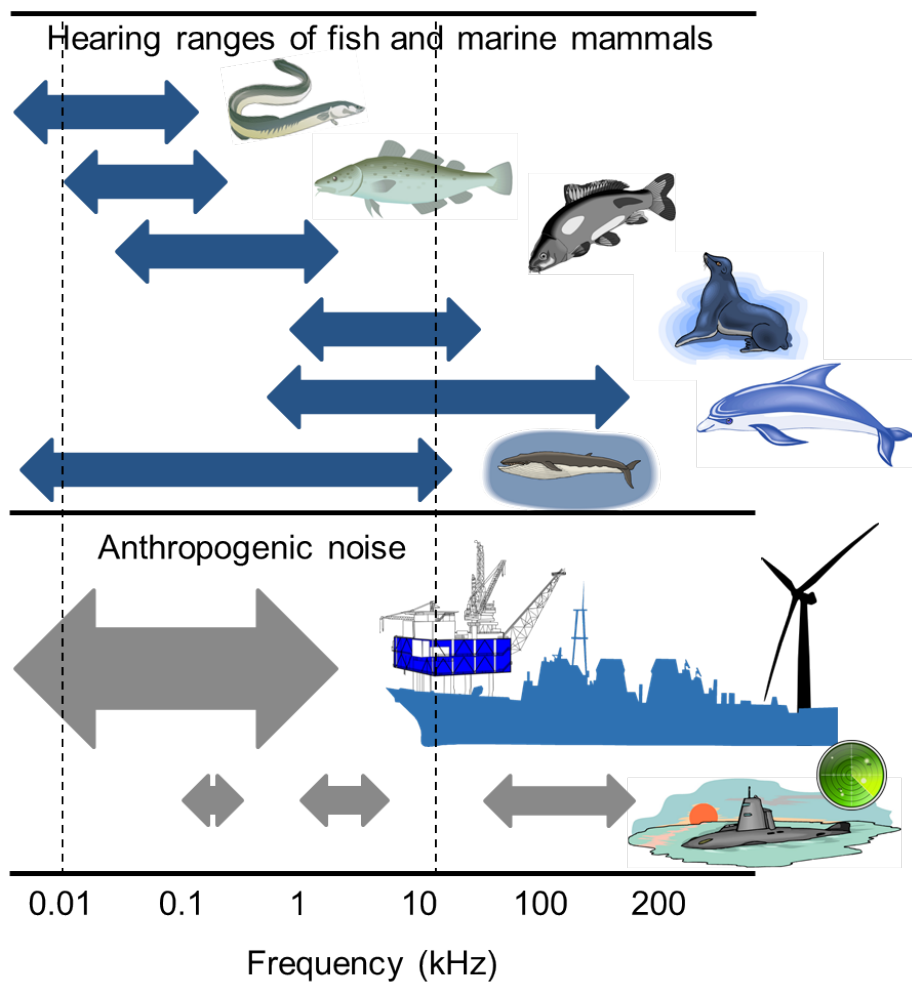 Hearing ranges of fish and marine mammals
Anthropogenic noise
0.01 0.1 1 10 100 200
Frequency (kHz)